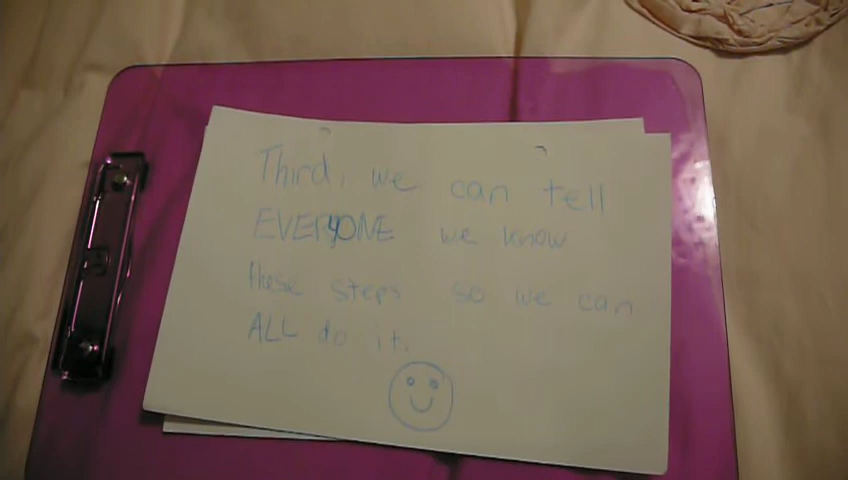 Third, we can tell
EVERYONE we know
these steps so we can
ALL do it.